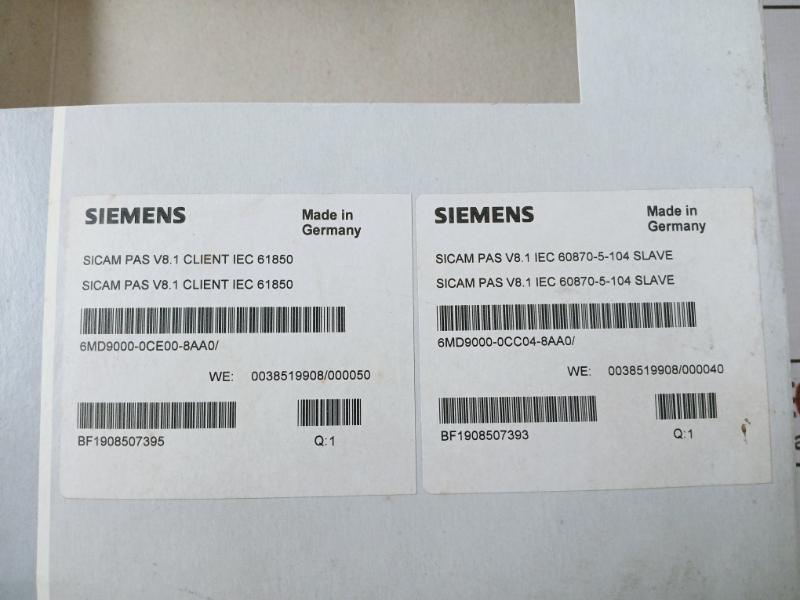 SIEMENS
Made in
Germany
SICAM PAS V8.1 CLIENT IEC 61850
SICAM PAS V8.1 CLIENT IEC 61850
6MD9000-0CE00-8AA0/
WE: 0038519908/000050
BF1908507395
Q:1
SIEMENS
Made in
Germany
SICAM PAS V8.1 IEC 60870-5-104 SLAVE
SICAM PAS V8.1 IEC 60870-5-104 SLAVE
6MD9000-0CC04-8AA0/
WE: 0038519908/000040
BF1908507393
Q:1